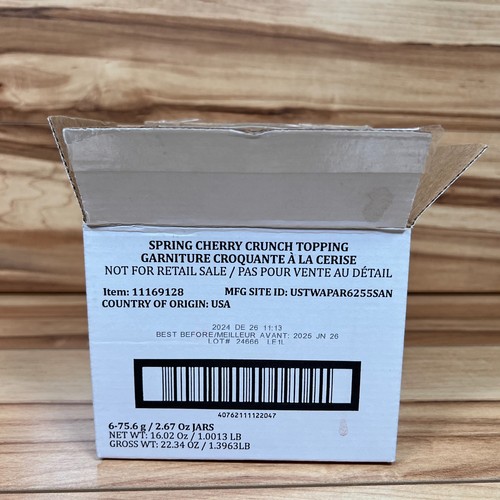 SPRING CHERRY CRUNCH TOPPING
GARNITURE CROQUANTE À LA CERISE
NOT FOR RETAIL SALE / PAS POUR VENTE AU DÉTAIL
Item: 11169128 MFG SITE ID: USTWAPAR6255SAN
COUNTRY OF ORIGIN: USA
2024 DE 26 11:13
BEST BEFORE/MEILLEUR AVANT: 2025 JN 26
LOT# 24666 LF1L
40762111122047
6-75.6 g / 2.67 Oz JARS
NET WT: 16.02 Oz / 1.0013 LB
GROSS WT: 22.34 OZ / 1.3963LB